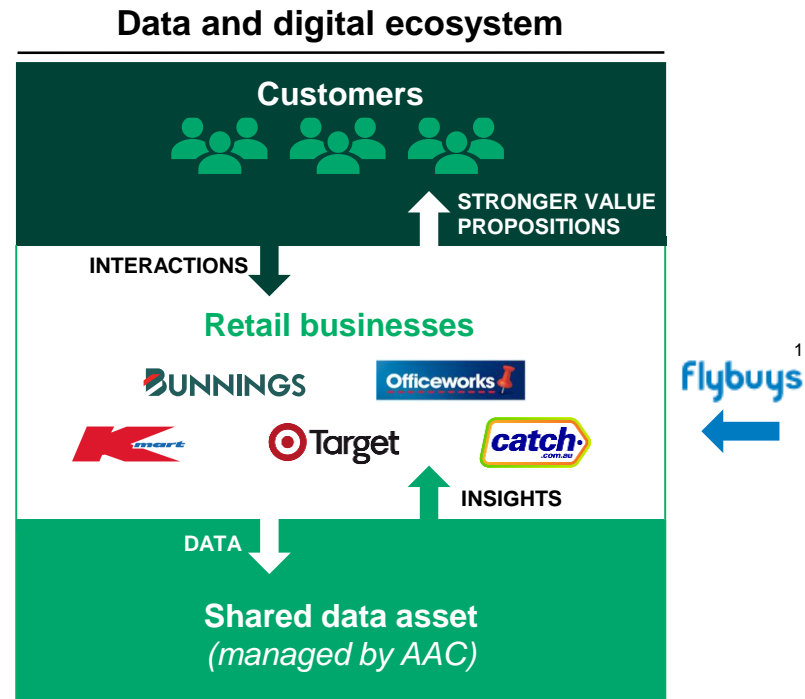 Data and digital ecosystem
Customers
STRONGER VALUE
PROPOSITIONS
INTERACTIONS
Retail businesses
BUNNINGS
Officeworks
flybuys 1
Kmart
Target
catch.
.com.au
INSIGHTS
DATA
Shared data asset
(managed by AAC)